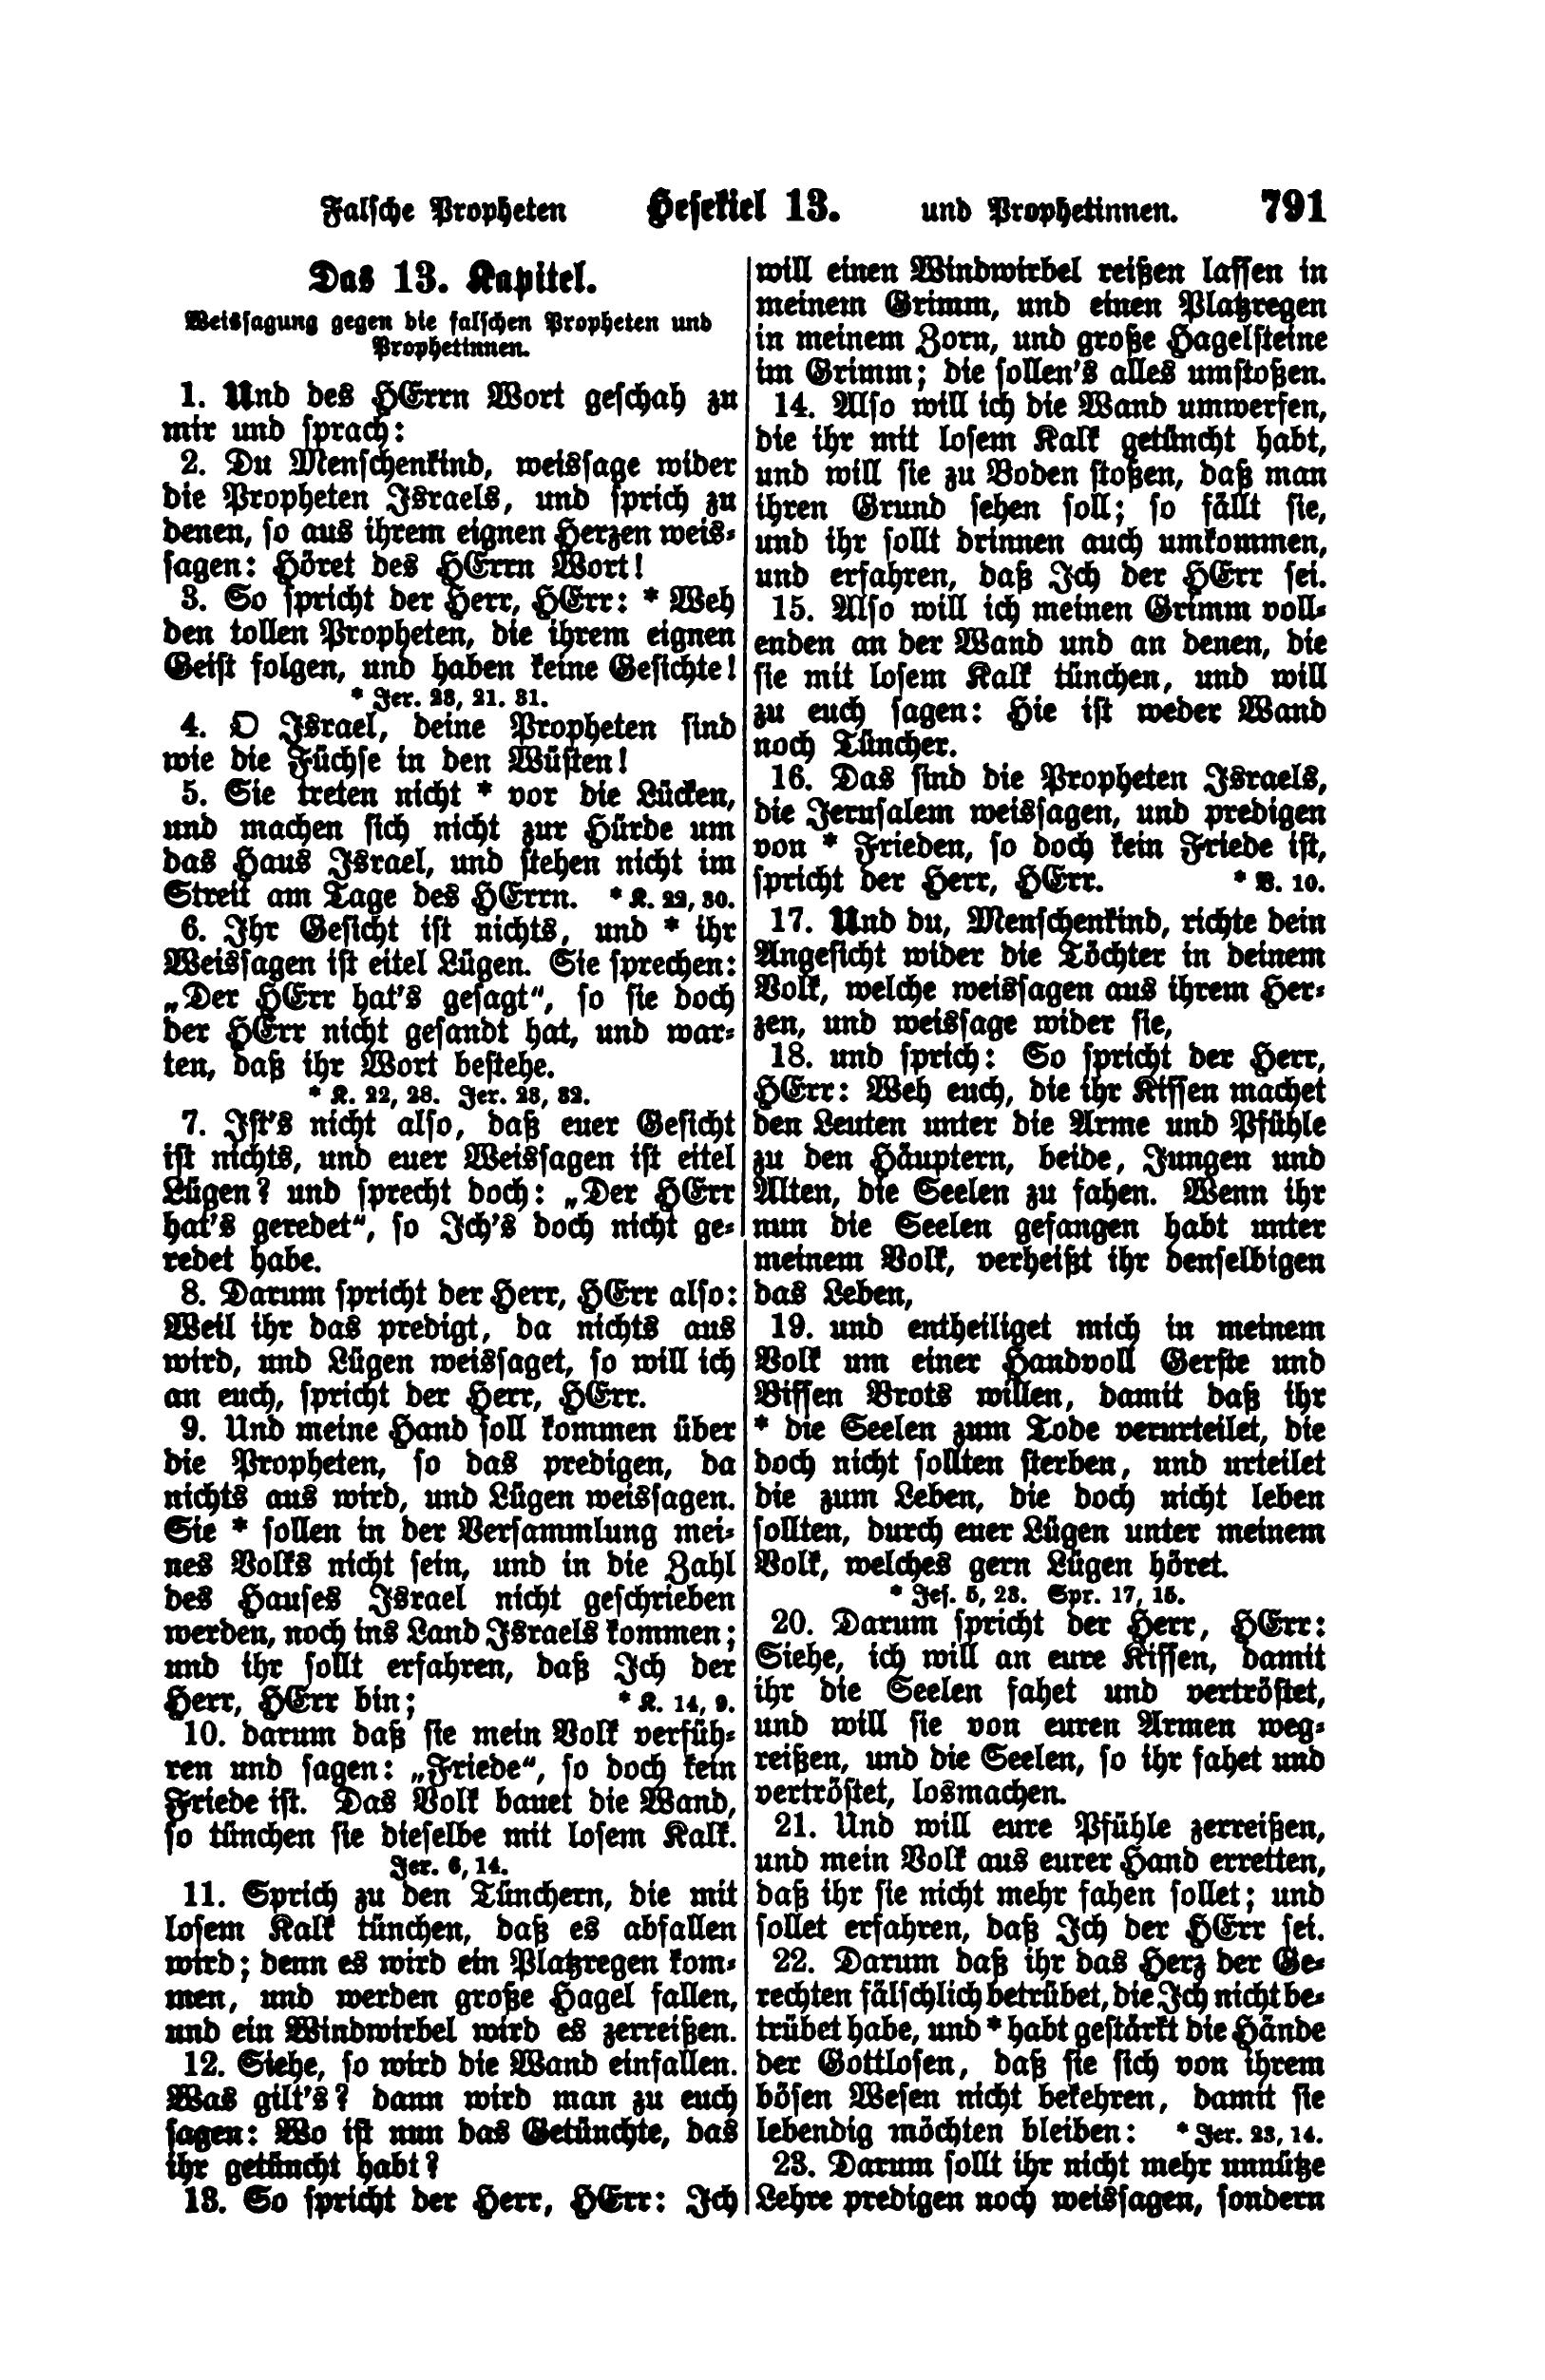 Falsche Propheten Hesekiel 13. und Prophetinnen. 791
Das 13. Kapitel.
Weissagung gegen die falschen Propheten und
Prophetinnen.
1. Und des HErrn Wort geschah zu
mir und sprach:
2. Du Menschenkind, weissage wider
die Propheten Israels, und sprich zu
denen, so aus ihrem eignen Herzen weis-
sagen: Höret des HErrn Wort!
3. So spricht der Herr, HErr: * Weh
den tollen Propheten, die ihrem eignen
Geist folgen, und haben keine Gesichte!
* Jer. 23, 21. 31.
4. O Israel, deine Propheten sind
wie die Füchse in den Wüsten!
5. Sie treten nicht * vor die Lücken,
und machen sich nicht zur Hürde um
das Haus Israel, und stehen nicht im
Streit am Tage des HErrn. * K. 22, 30.
6. Ihr Gesicht ist nichts, und * ihr
Weissagen ist eitel Lügen. Sie sprechen:
„Der HErr hat's gesagt“, so sie doch
der HErr nicht gesandt hat, und war-
ten, daß ihr Wort bestehe.
* K. 22, 28. Jer. 23, 32.
7. Ist's nicht also, daß euer Gesicht
ist nichts, und euer Weissagen ist eitel
Lügen? und sprecht doch: „Der HErr
hat's geredet“, so Ich's doch nicht ge-
redet habe.
8. Darum spricht der Herr, HErr also:
Weil ihr das predigt, da nichts aus
wird, und Lügen weissaget, so will ich
an euch, spricht der Herr, HErr.
9. Und meine Hand soll kommen über
die Propheten, so das predigen, da
nichts aus wird, und Lügen weissagen.
Sie * sollen in der Versammlung mei-
nes Volks nicht sein, und in die Zahl
des Hauses Israel nicht geschrieben
werden, noch ins Land Israels kommen;
und ihr sollt erfahren, daß Ich der
Herr, HErr bin; * K. 14, 9.
10. darum daß sie mein Volk verfüh-
ren und sagen: „Friede“, so doch kein
Friede ist. Das Volk bauet die Wand,
so tünchen sie dieselbe mit losem Kalk.
Jer. 6, 14.
11. Sprich zu den Tünchern, die mit
losem Kalk tünchen, daß es abfallen
wird; denn es wird ein Platzregen kom-
men, und werden große Hagel fallen,
und ein Windwirbel wird es zerreißen.
12. Siehe, so wird die Wand einfallen.
Was gilt's? dann wird man zu euch
sagen: Wo ist nun das Getünchte, das
ihr getüncht habt?
13. So spricht der Herr, HErr: Ich
will einen Windwirbel reißen lassen in
meinem Grimm, und einen Platzregen
in meinem Zorn, und große Hagelsteine
im Grimm; die sollen's alles umstoßen.
14. Also will ich die Wand umwerfen,
die ihr mit losem Kalk getüncht habt,
und will sie zu Boden stoßen, daß man
ihren Grund sehen soll; so fällt sie,
und ihr sollt drinnen auch umkommen,
und erfahren, daß Ich der HErr sei.
15. Also will ich meinen Grimm voll-
enden an der Wand und an denen, die
sie mit losem Kalk tünchen, und will
zu euch sagen: Hie ist weder Wand
noch Tüncher.
16. Das sind die Propheten Israels,
die Jerusalem weissagen, und predigen
von * Frieden, so doch kein Friede ist,
spricht der Herr, HErr. * V. 10.
17. Und du, Menschenkind, richte dein
Angesicht wider die Töchter in deinem
Volk, welche weissagen aus ihrem Her-
zen, und weissage wider sie,
18. und sprich: So spricht der Herr,
HErr: Weh euch, die ihr Kissen machet
den Leuten unter die Arme und Pfühle
zu den Häuptern, beide, Jungen und
Alten, die Seelen zu fahen. Wenn ihr
nun die Seelen gefangen habt unter
meinem Volk, verheißt ihr denselbigen
das Leben,
19. und entheiliget mich in meinem
Volk um einer Handvoll Gerste und
Bissen Brots willen, damit daß ihr
* die Seelen zum Tode verurteilet, die
doch nicht sollten sterben, und urteilet
die zum Leben, die doch nicht leben
sollten, durch euer Lügen unter meinem
Volk, welches gern Lügen höret.
* Jes. 5, 23. Spr. 17, 15.
20. Darum spricht der Herr, HErr:
Siehe, ich will an eure Kissen, damit
ihr die Seelen fahet und vertröstet,
und will sie von euren Armen weg-
reißen, und die Seelen, so ihr fahet und
vertröstet, losmachen.
21. Und will eure Pfühle zerreißen,
und mein Volk aus eurer Hand erretten,
daß ihr sie nicht mehr fahen sollet; und
sollet erfahren, daß Ich der HErr sei.
22. Darum daß ihr das Herz der Ge-
rechten fälschlich betrübet, die Ich nicht be-
trübet habe, und * habt gestärkt die Hände
der Gottlosen, daß sie sich von ihrem
bösen Wesen nicht bekehren, damit sie
lebendig möchten bleiben: * Jer. 23, 14.
23. Darum sollt ihr nicht mehr unnütze
Lehre predigen noch weissagen, sondern